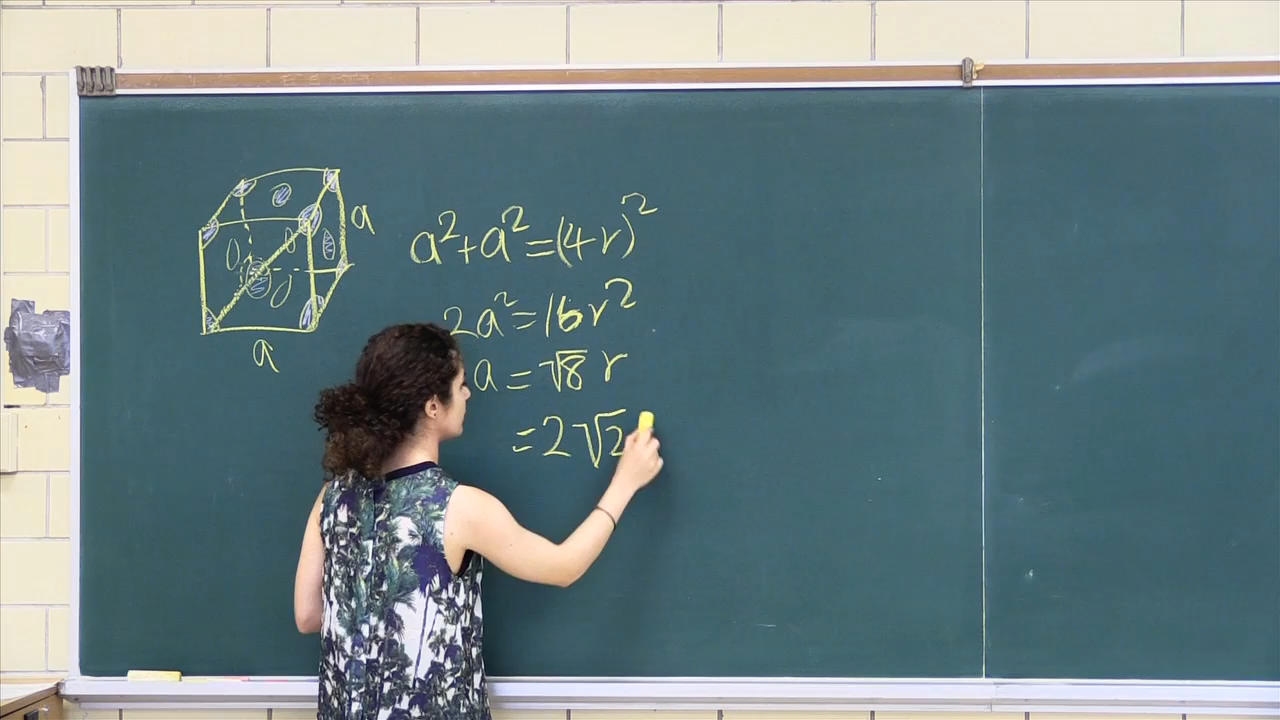 a
a
a² + a² = (4r)²
2a² = 16r²
a = √8 r
= 2√2